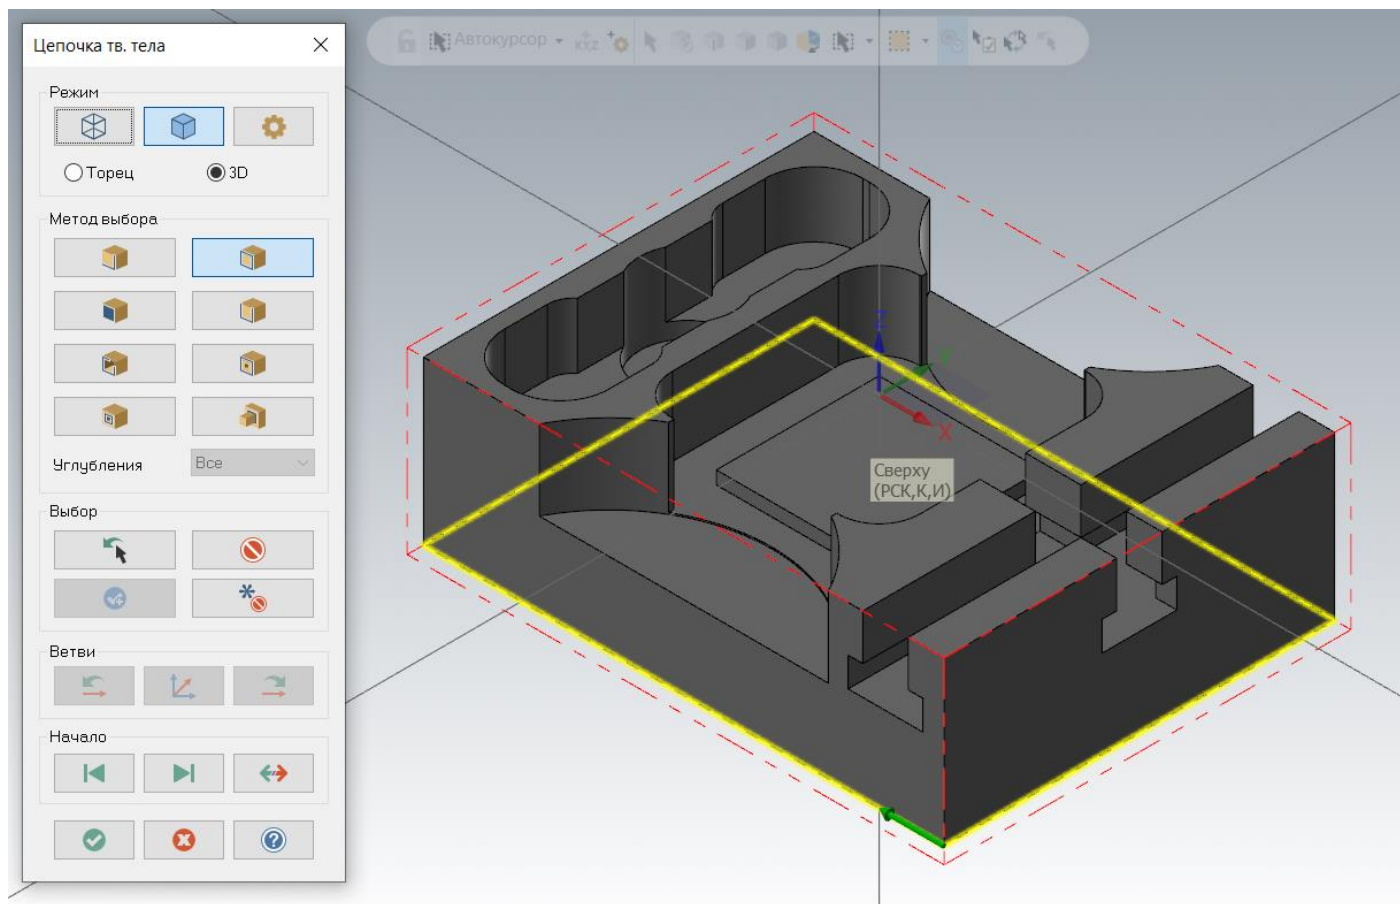 Цепочка тв. тела
Автокурсор
Режим
Торец
3D
Метод выбора
Углубления
Все
Выбор
Ветви
Начало
Z
X
Сверху
(РСК,К,И)